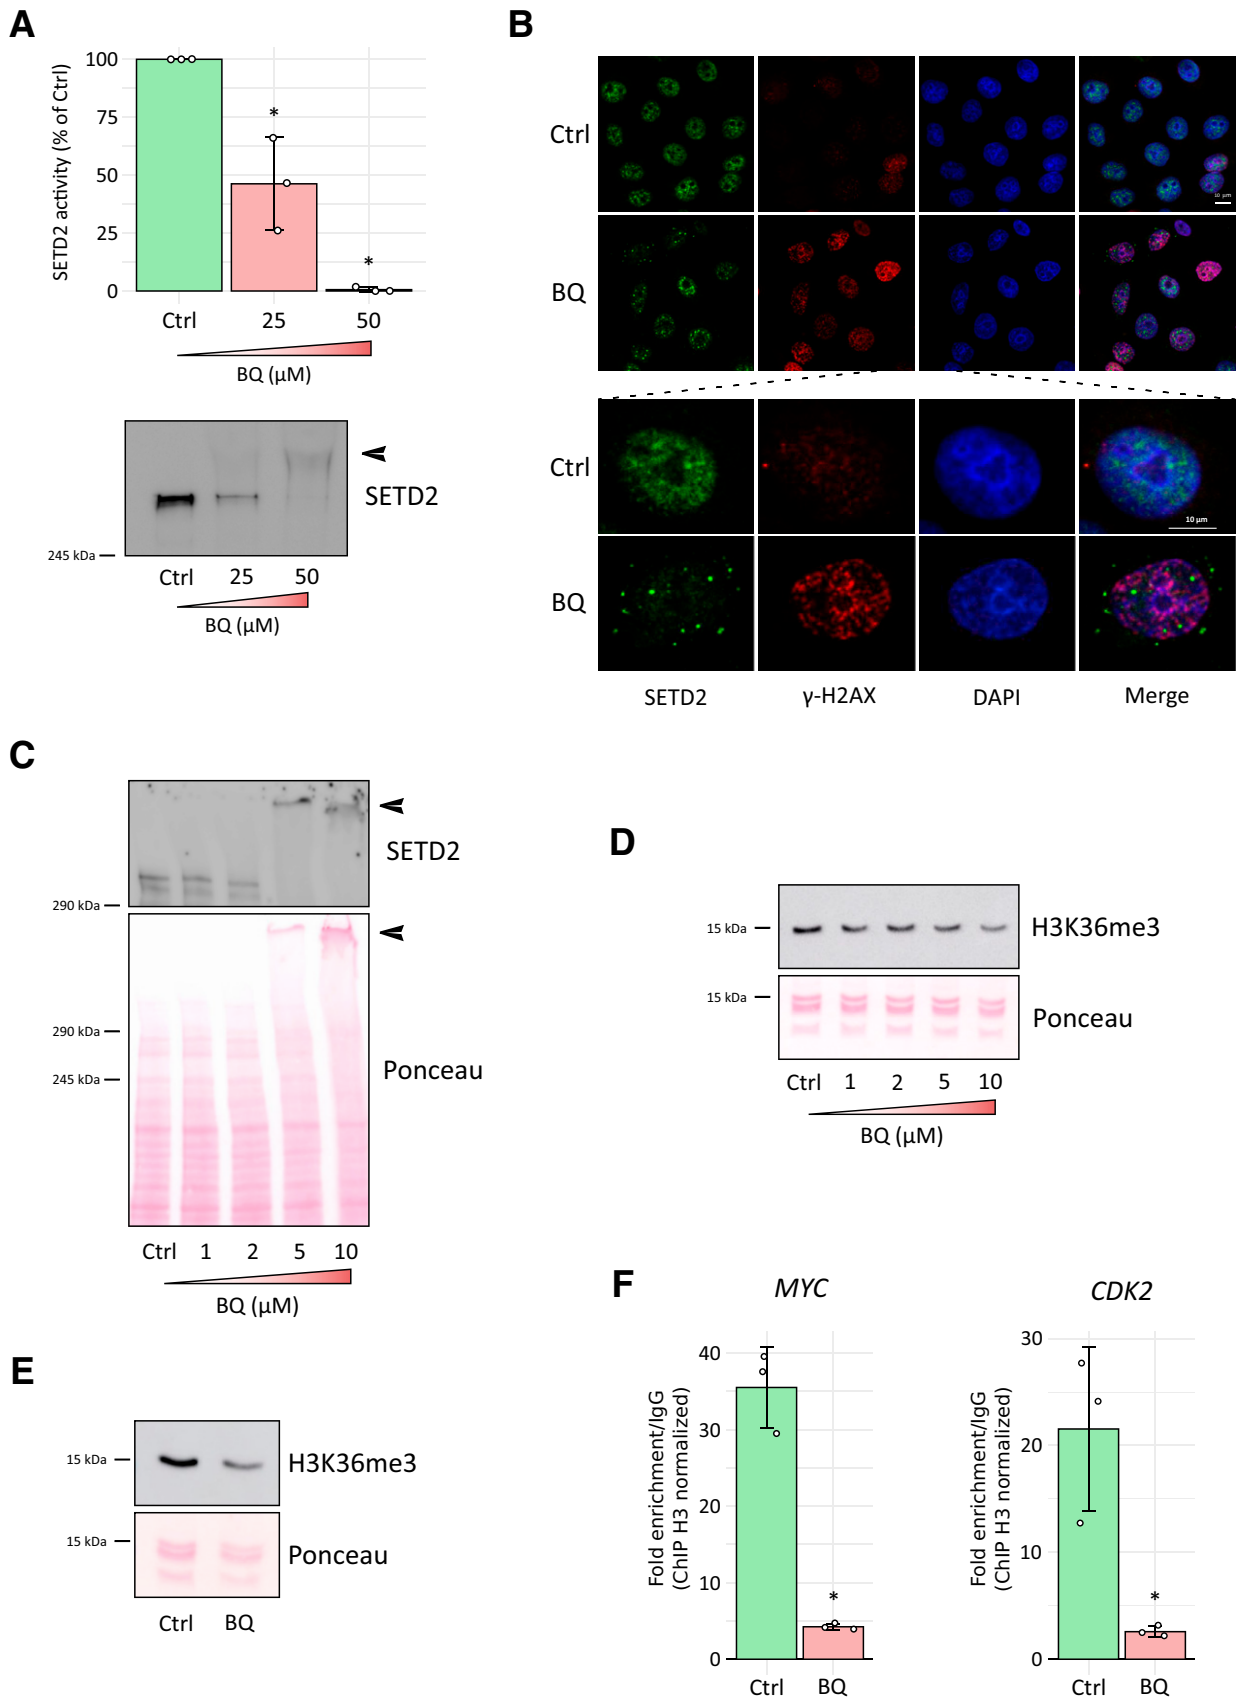 A
SETD2 activity (% of Ctrl)
100
75
50
25
0
Ctrl 25 50
* *
BQ (µM)
SETD2
245 kDa
Ctrl 25 50
BQ (µM)
B
Ctrl
10 µm
BQ
Ctrl
10 µm
BQ
SETD2 γ-H2AX DAPI Merge
C
SETD2
290 kDa
290 kDa
245 kDa
Ponceau
Ctrl 1 2 5 10
BQ (µM)
D
15 kDa
H3K36me3
15 kDa
Ponceau
Ctrl 1 2 5 10
BQ (µM)
E
15 kDa
H3K36me3
15 kDa
Ponceau
Ctrl BQ
F
MYC
Fold enrichment/IgG
(ChIP H3 normalized)
40
30
20
10
0
*
Ctrl BQ
CDK2
Fold enrichment/IgG
(ChIP H3 normalized)
30
20
10
0
*
Ctrl BQ